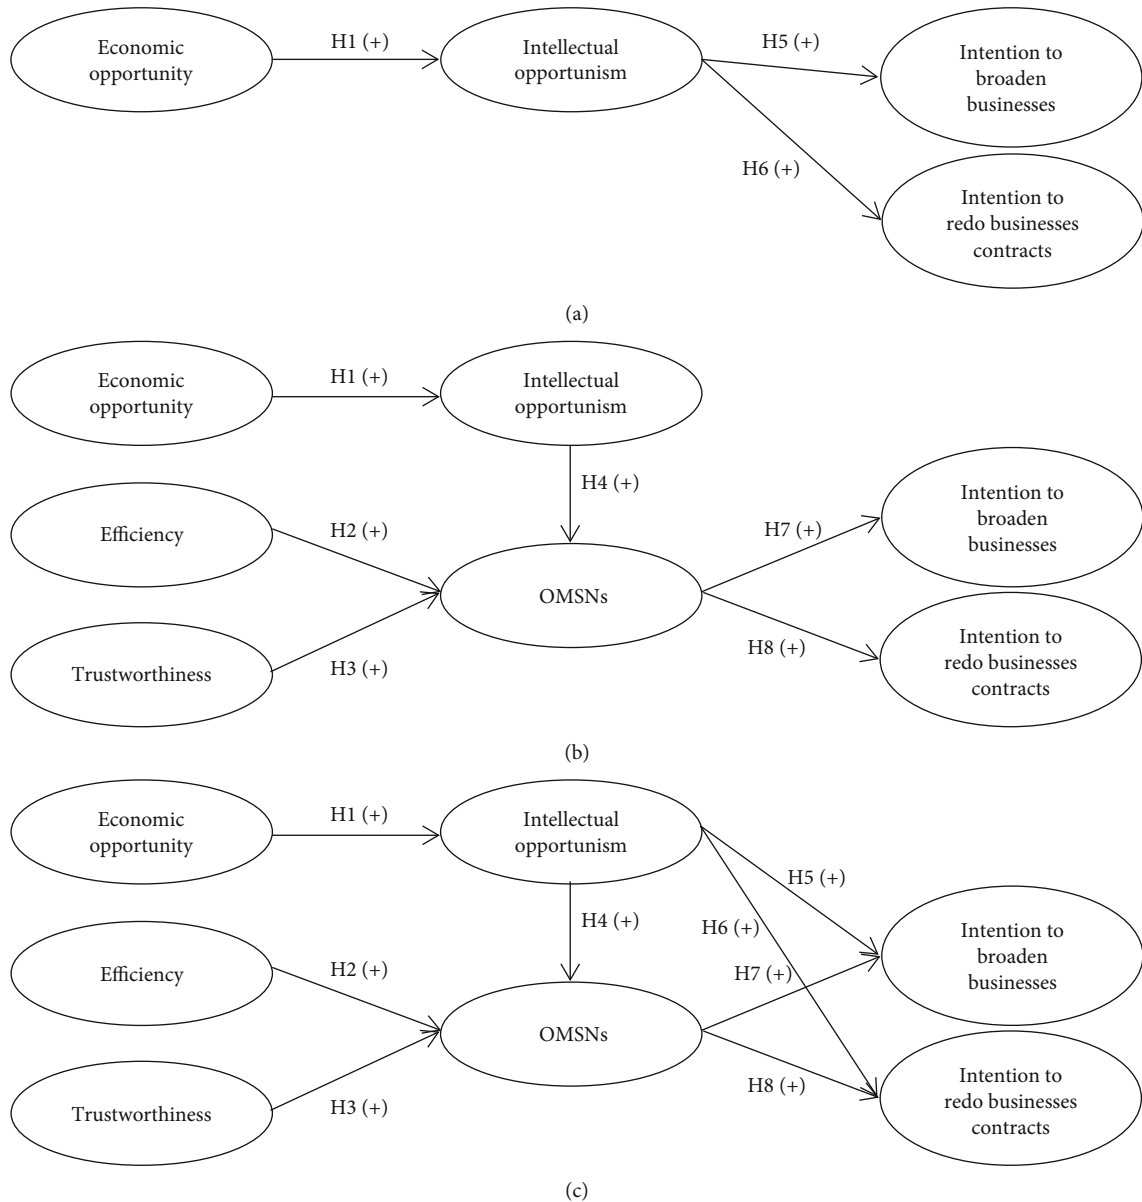 Economic
opportunity
H1 (+)
Intellectual
opportunism
H5 (+)
H6 (+)
Intention to
broaden
businesses
Intention to
redo businesses
contracts
(a)
Economic
opportunity
H1 (+)
Intellectual
opportunism
H4 (+)
Efficiency
H2 (+)
Trustworthiness
H3 (+)
OMSNs
H7 (+)
H8 (+)
Intention to
broaden
businesses
Intention to
redo businesses
contracts
(b)
Economic
opportunity
H1 (+)
Intellectual
opportunism
H5 (+)
H6 (+)
H4 (+)
Efficiency
H2 (+)
Trustworthiness
H3 (+)
OMSNs
H7 (+)
H8 (+)
Intention to
broaden
businesses
Intention to
redo businesses
contracts
(c)